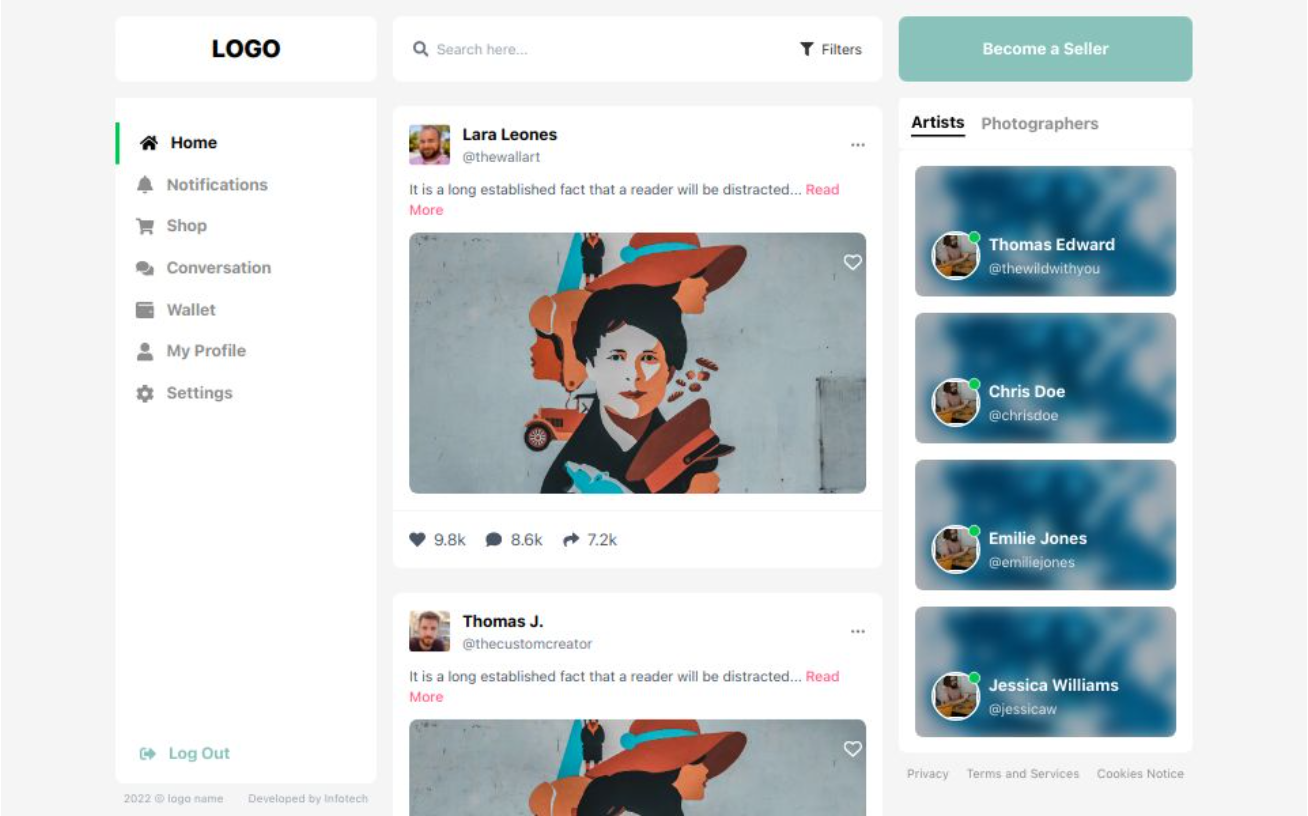 LOGO
Search here...
Filters
Become a Seller
Home
Notifications
Shop
Conversation
Wallet
My Profile
Settings
Log Out
2022 © logo name
Developed by Infotech
Lara Leones
@thewallart
It is a long established fact that a reader will be distracted... Read
More
9.8k
8.6k
7.2k
Thomas J.
@thecustomcreator
It is a long established fact that a reader will be distracted... Read
More
Artists
Photographers
Thomas Edward
@thewildwithyou
Chris Doe
@chrisdoe
Emilie Jones
@emiliejones
Jessica Williams
@jessicaw
Privacy
Terms and Services
Cookies Notice